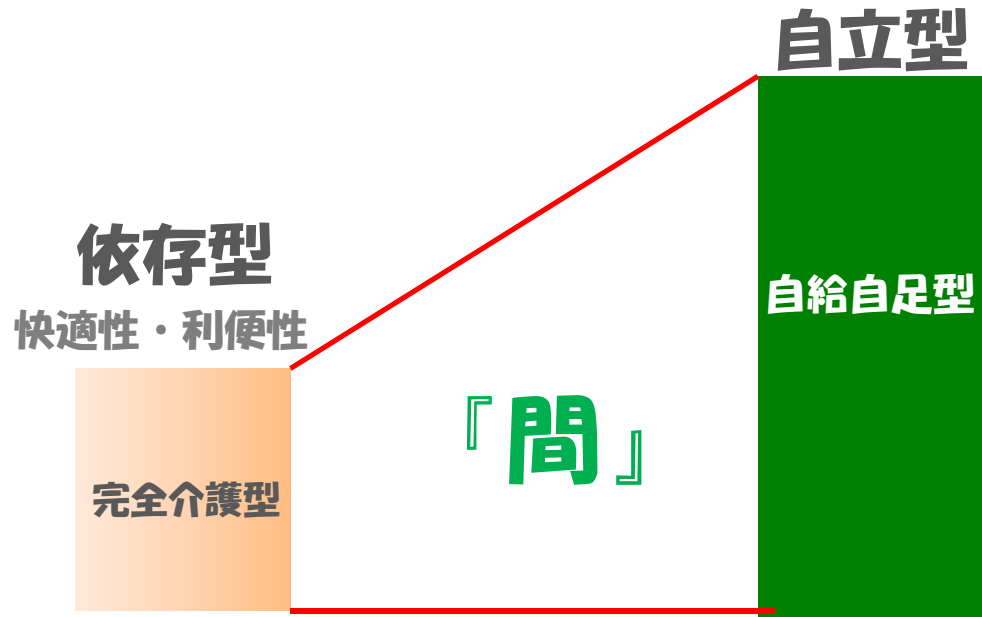 自立型
依存型
快適性・利便性
自給自足型
『間』
完全介護型